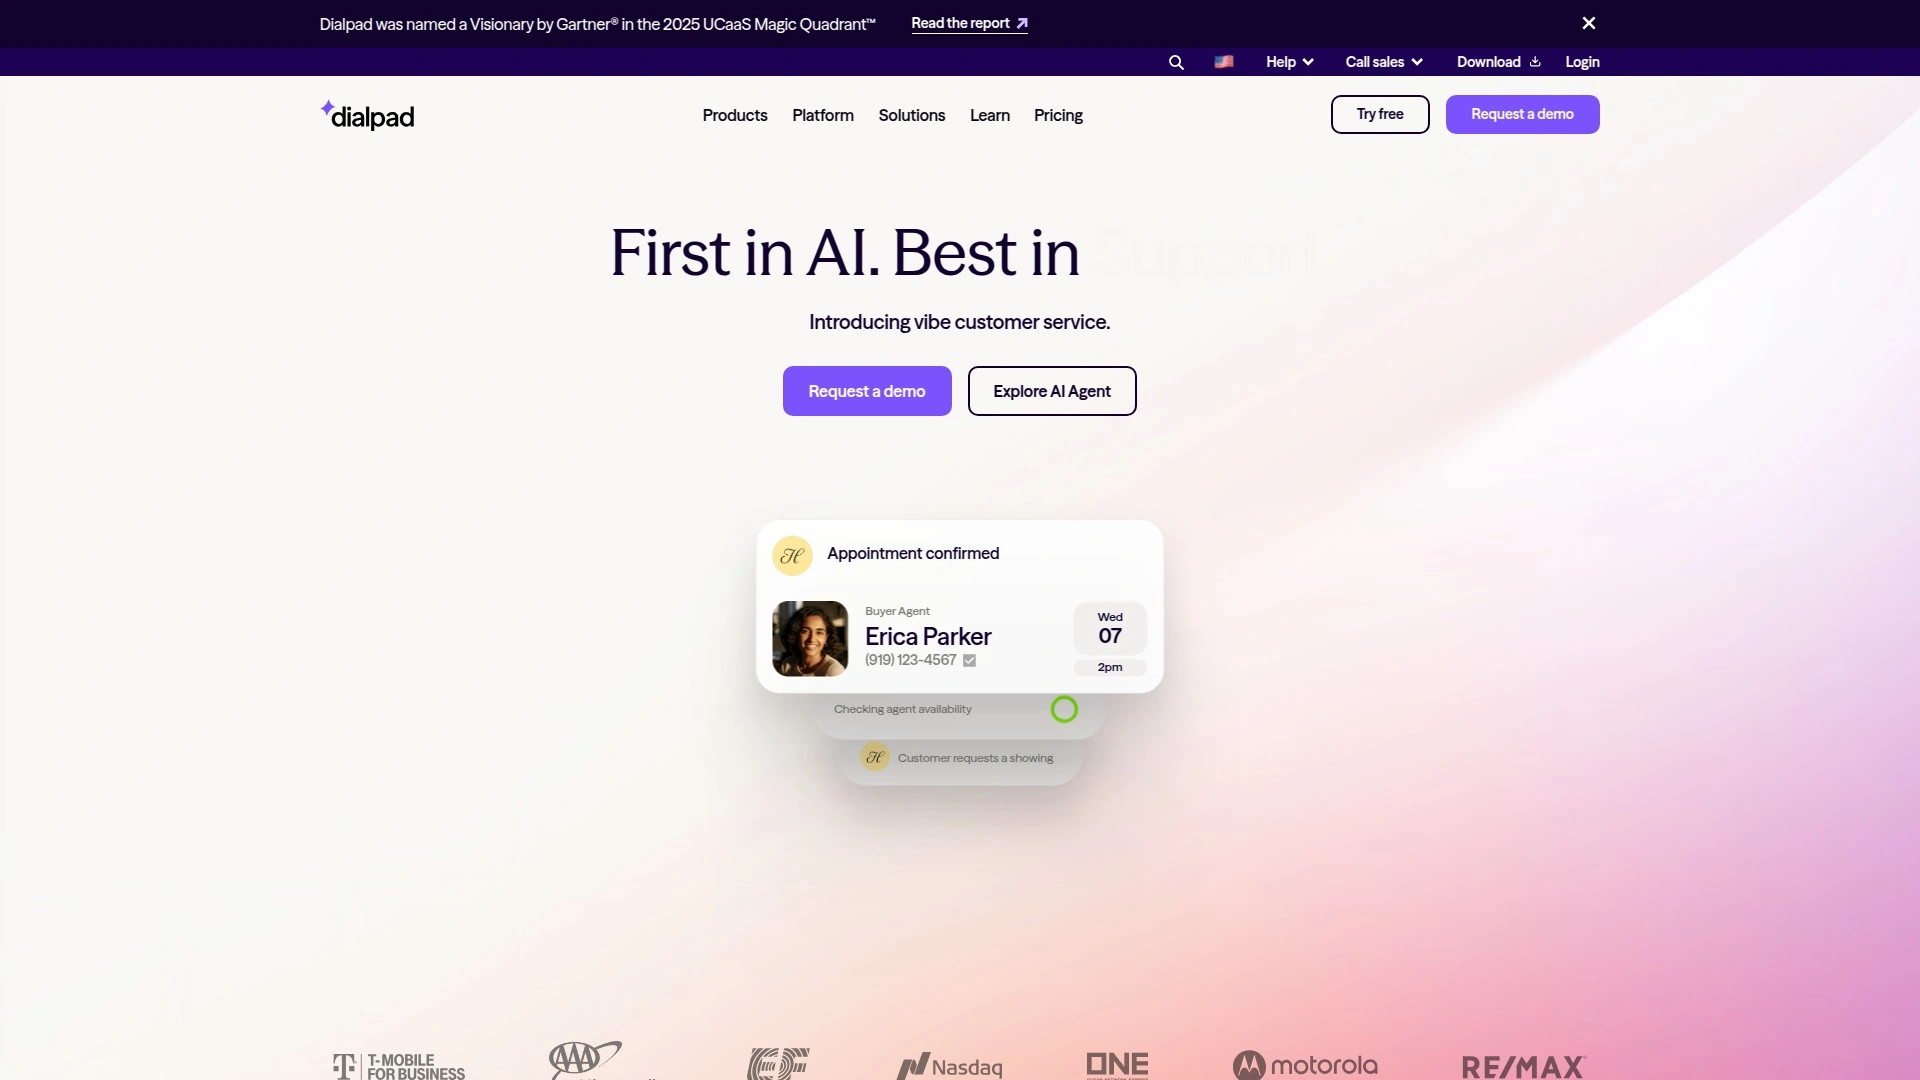 Dialpad was named a Visionary by Gartner® in the 2025 UCaaS Magic Quadrant™ Read the report
Help Call sales Download Login
dialpad Products Platform Solutions Learn Pricing Try free Request a demo
First in AI. Best in Support
Introducing vibe customer service.
Request a demo Explore AI Agent
H Appointment confirmed
Buyer Agent
Erica Parker
(919) 123-4567
Wed
07
2pm
Checking agent availability
H Customer requests a showing
T T-MOBILE
FOR BUSINESS
AAA
EF
Nasdaq
ONE
motorola
RE/MAX